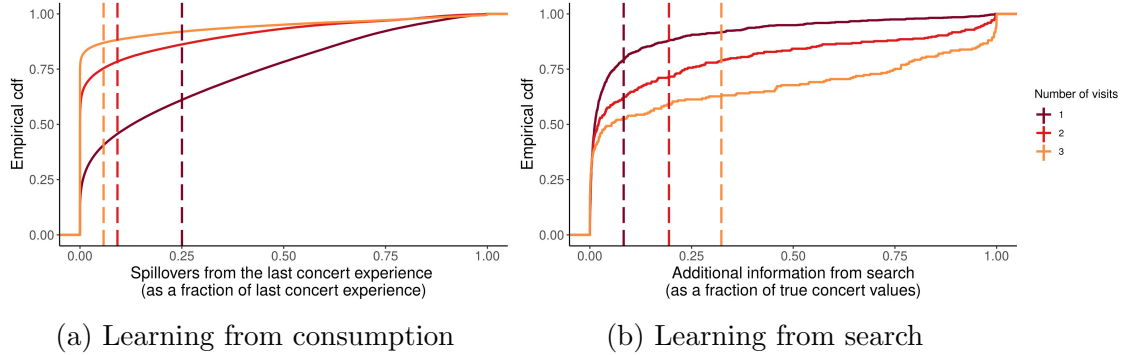 Empirical cdf
1.00
0.75
0.50
0.25
0.00
0.00 0.25 0.50 0.75 1.00
Spillovers from the last concert experience
(as a fraction of last concert experience)
(a) Learning from consumption
Empirical cdf
1.00
0.75
0.50
0.25
0.00
0.00 0.25 0.50 0.75 1.00
Additional information from search
(as a fraction of true concert values)
(b) Learning from search
Number of visits
1
2
3